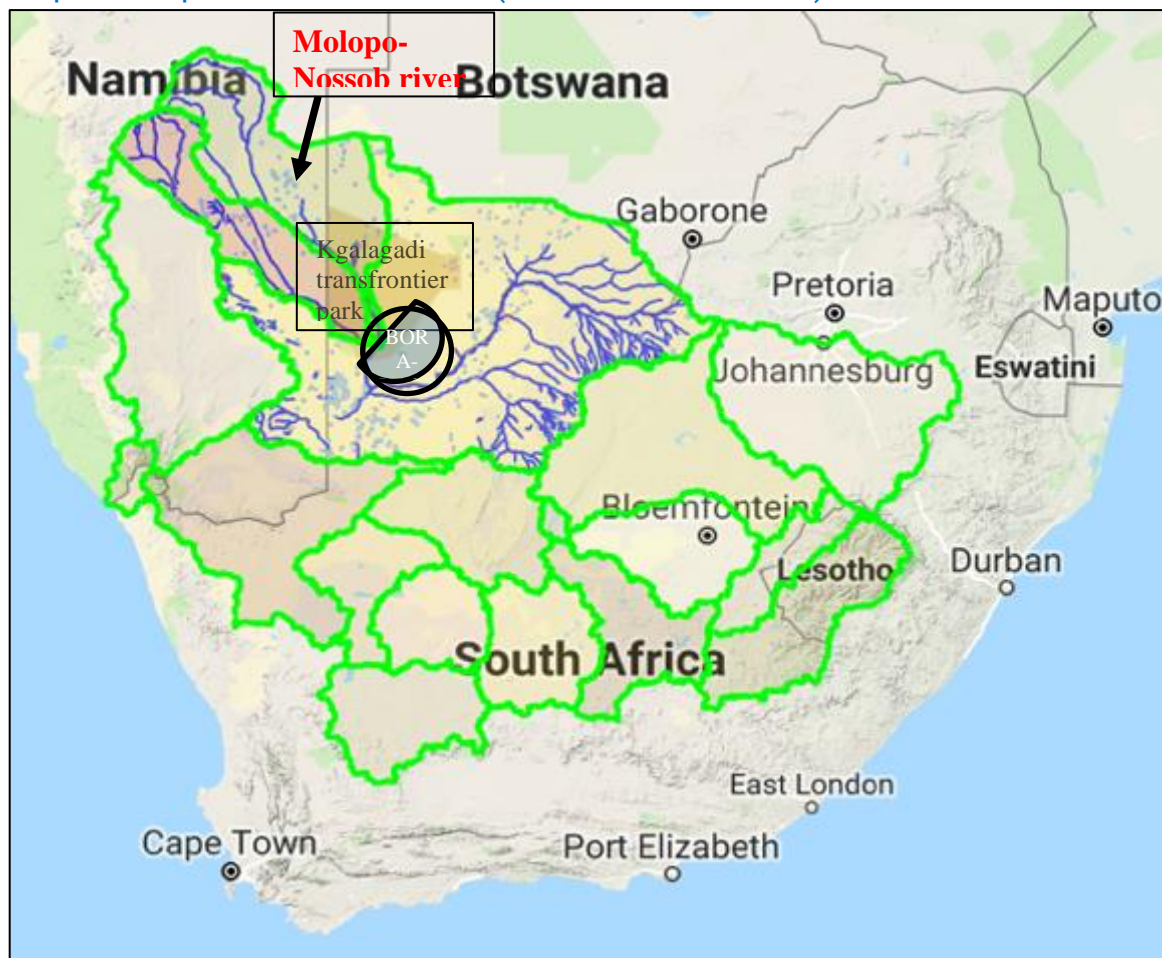 Molopo-
Nossob river
Namibia
Botswana
Gaborone
Kgalagadi
transfrontier
park
Pretoria
Maputo
BOR
A-
Johannesburg
Eswatini
Bloemfontein
Lesotho
Durban
South Africa
East London
Cape Town
Port Elizabeth